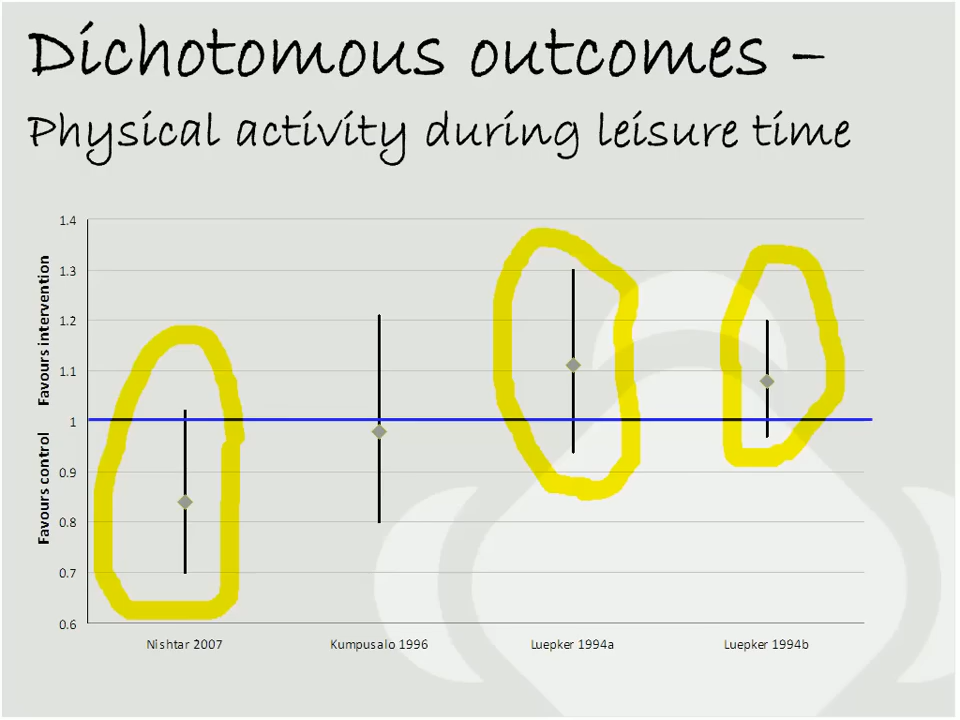 Dichotomous outcomes –
Physical activity during leisure time
1.4
1.3
1.2
1.1
1
0.9
0.8
0.7
0.6
Favours intervention
Favours control
Nishtar 2007
Kumpusalo 1996
Luepker 1994a
Luepker 1994b